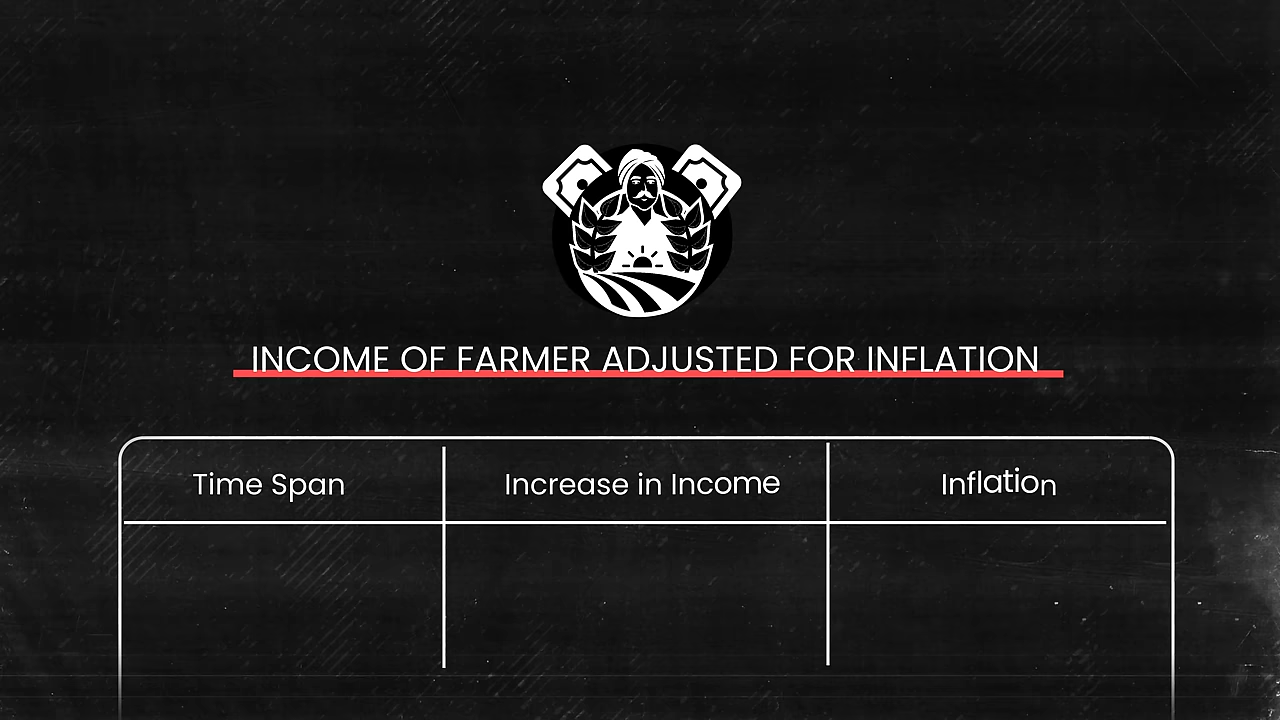 INCOME OF FARMER ADJUSTED FOR INFLATION
Time Span Increase in Income Inflation